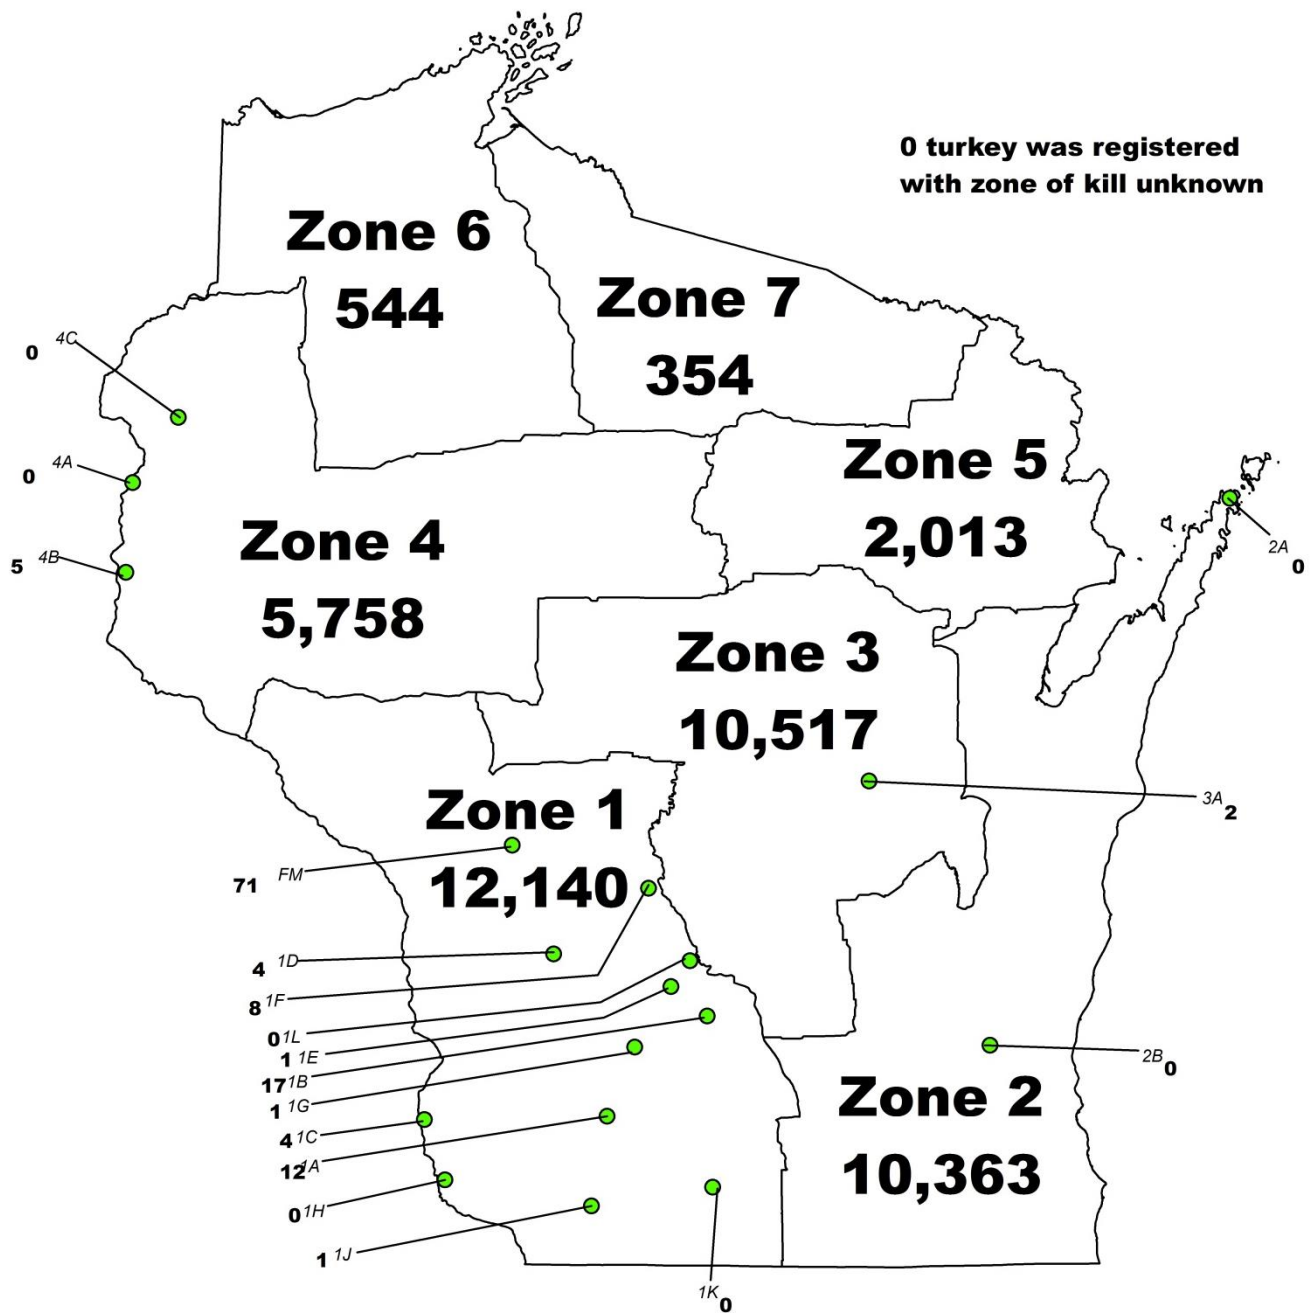 0 turkey was registered
with zone of kill unknown
Zone 6
544
Zone 7
354
4C
0
4A
0
4B
5
Zone 5
2,013
2A
0
Zone 4
5,758
Zone 3
10,517
3A
2
Zone 1
12,140
71 FM
4 1D
8 1F
0 1L
1 1E
17 1B
1 1G
4 1C
12 1A
0 1H
1 1J
1K
0
2B
0
Zone 2
10,363